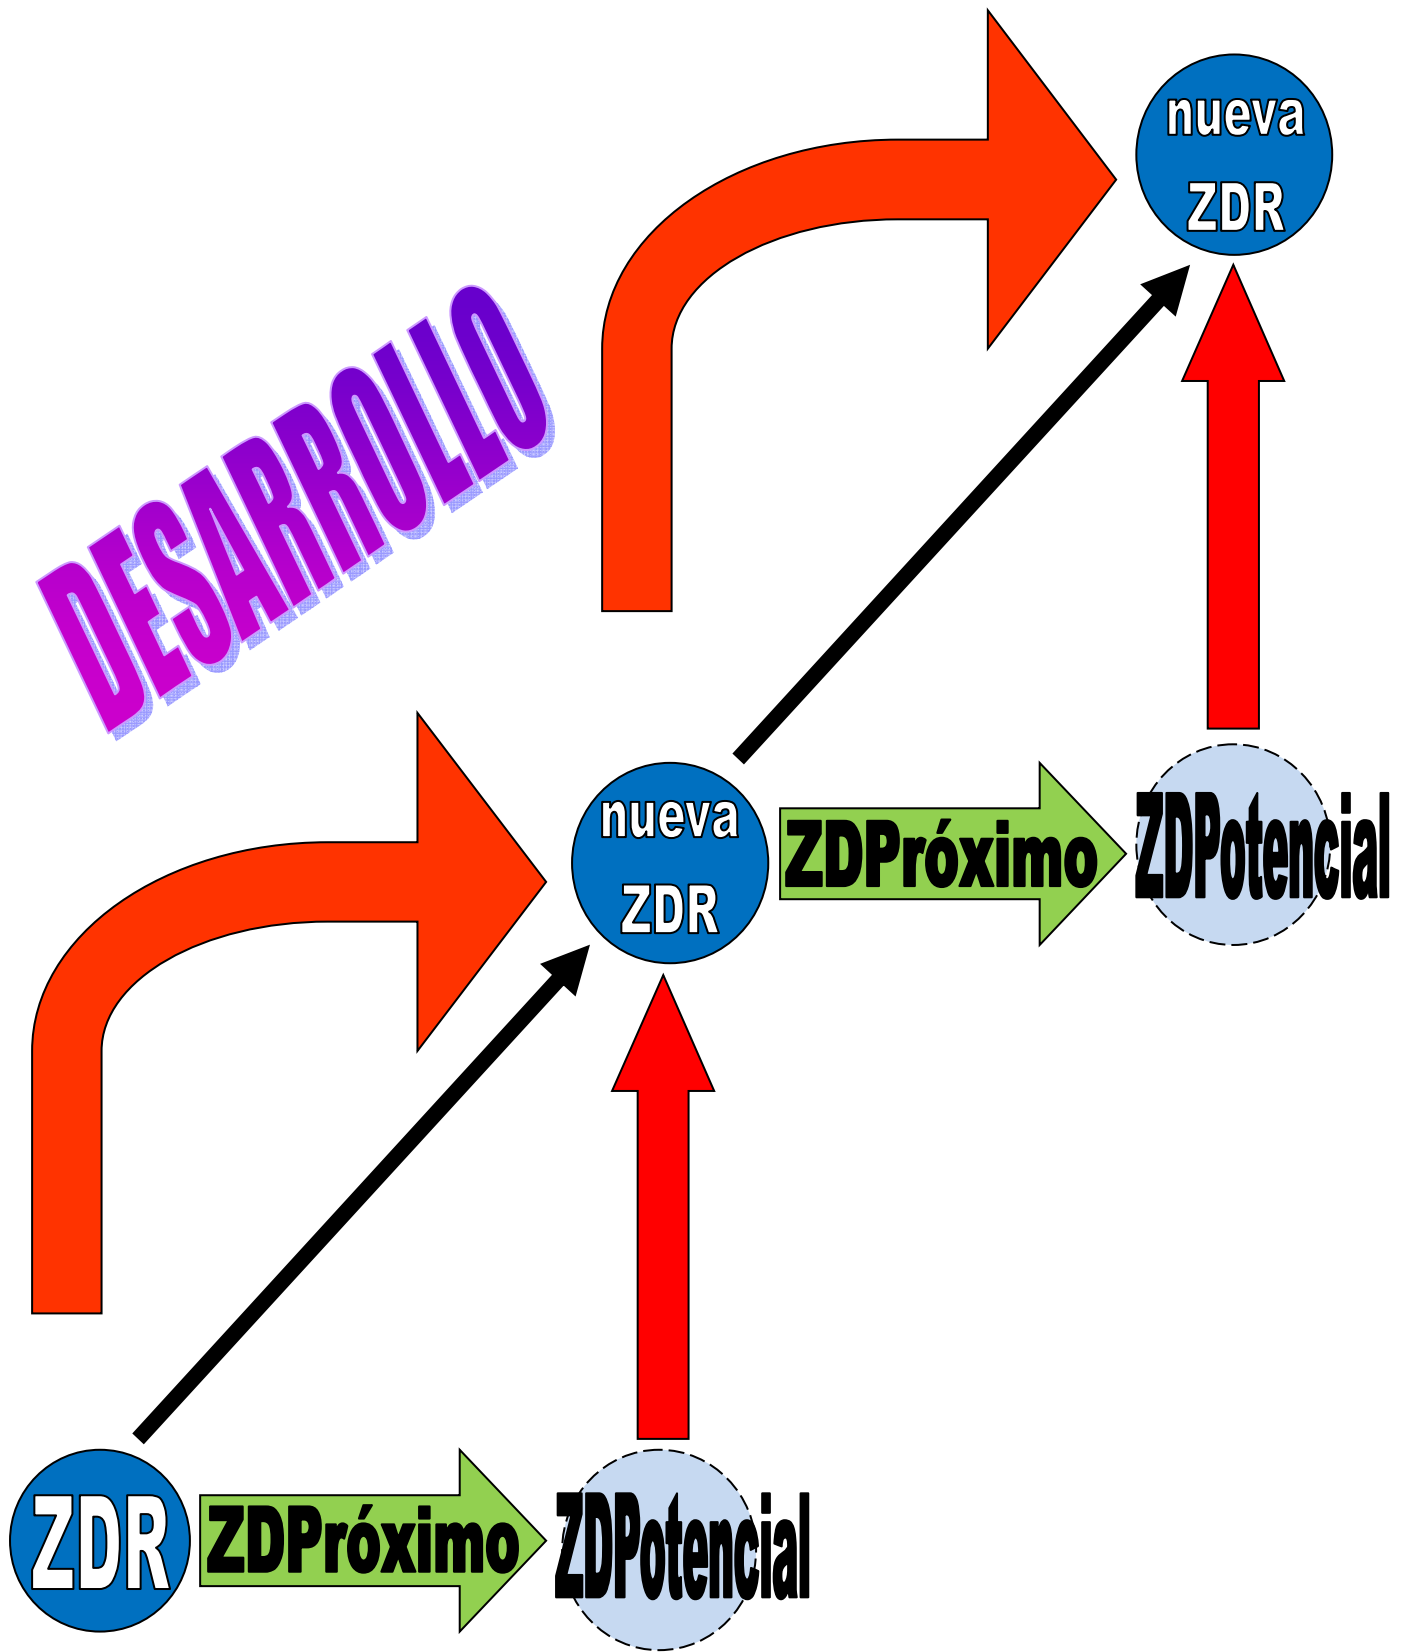 nueva
ZDR
DESARROLLO
nueva
ZDR
ZDPróximo
ZDPotencial
ZDR
ZDPróximo
ZDPotencial